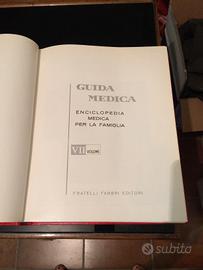 GUIDA
MEDICA
ENCICLOPEDIA
MEDICA
PER LA FAMIGLIA
VII VOLUME
FRATELLI FABBRI EDITORI
subito